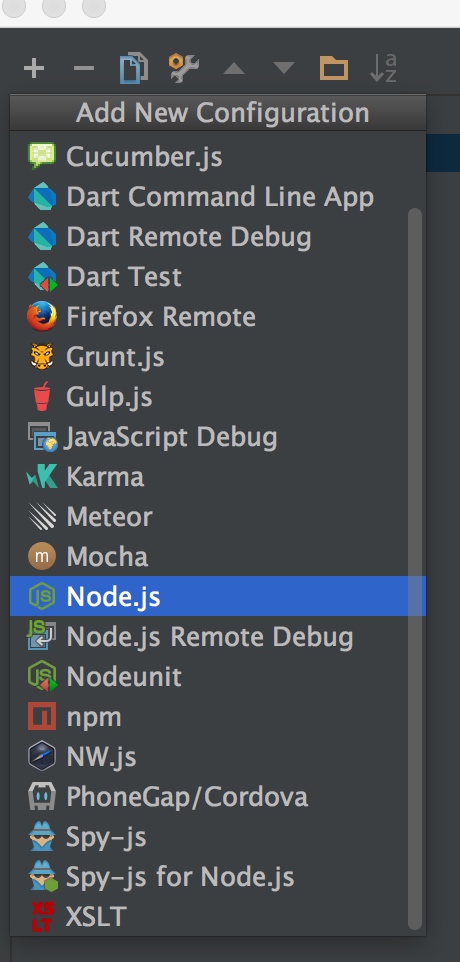 Add New Configuration
Cucumber.js
Dart Command Line App
Dart Remote Debug
Dart Test
Firefox Remote
Grunt.js
Gulp.js
JavaScript Debug
Karma
Meteor
Mocha
Node.js
Node.js Remote Debug
Nodeunit
npm
NW.js
PhoneGap/Cordova
Spy-js
Spy-js for Node.js
XSLT